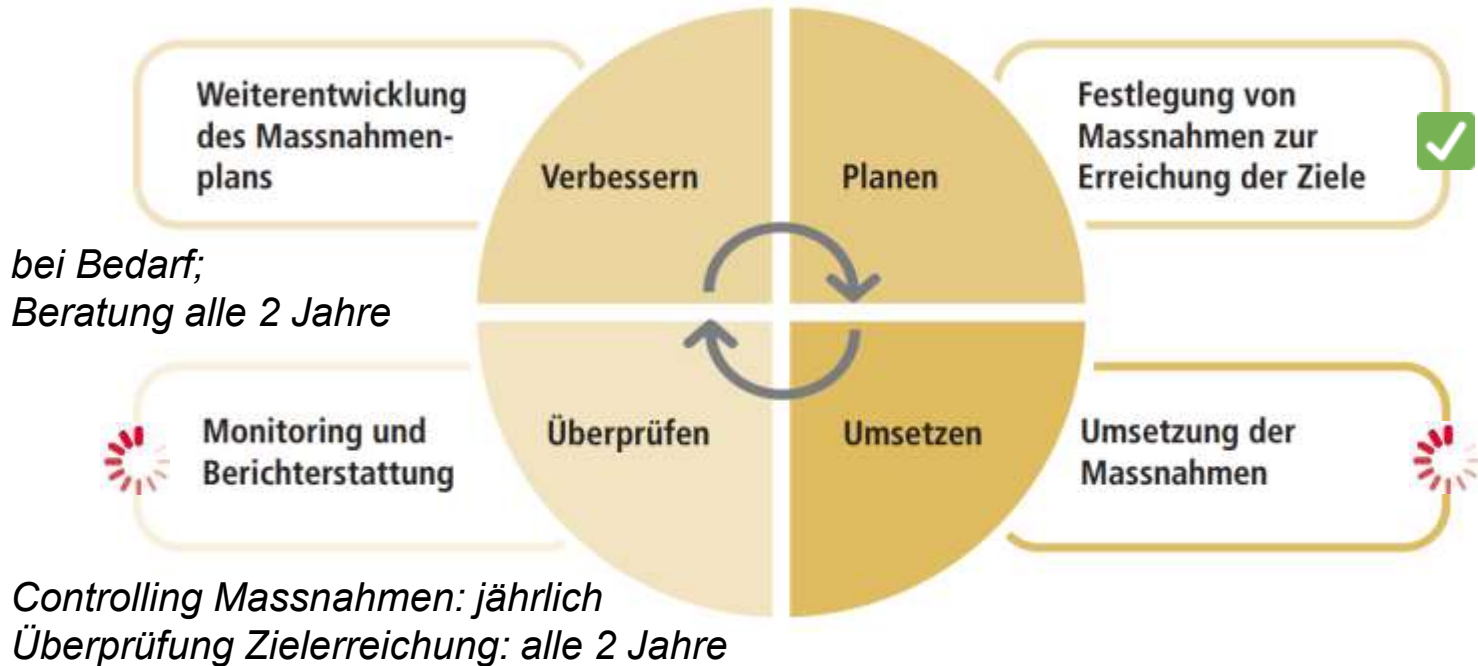 Weiterentwicklung
des Massnahmen-
plans
Verbessern
Planen
Festlegung von
Massnahmen zur
Erreichung der Ziele
bei Bedarf;
Beratung alle 2 Jahre
Monitoring und
Berichterstattung
Überprüfen
Umsetzen
Umsetzung der
Massnahmen
Controlling Massnahmen: jährlich
Überprüfung Zielerreichung: alle 2 Jahre